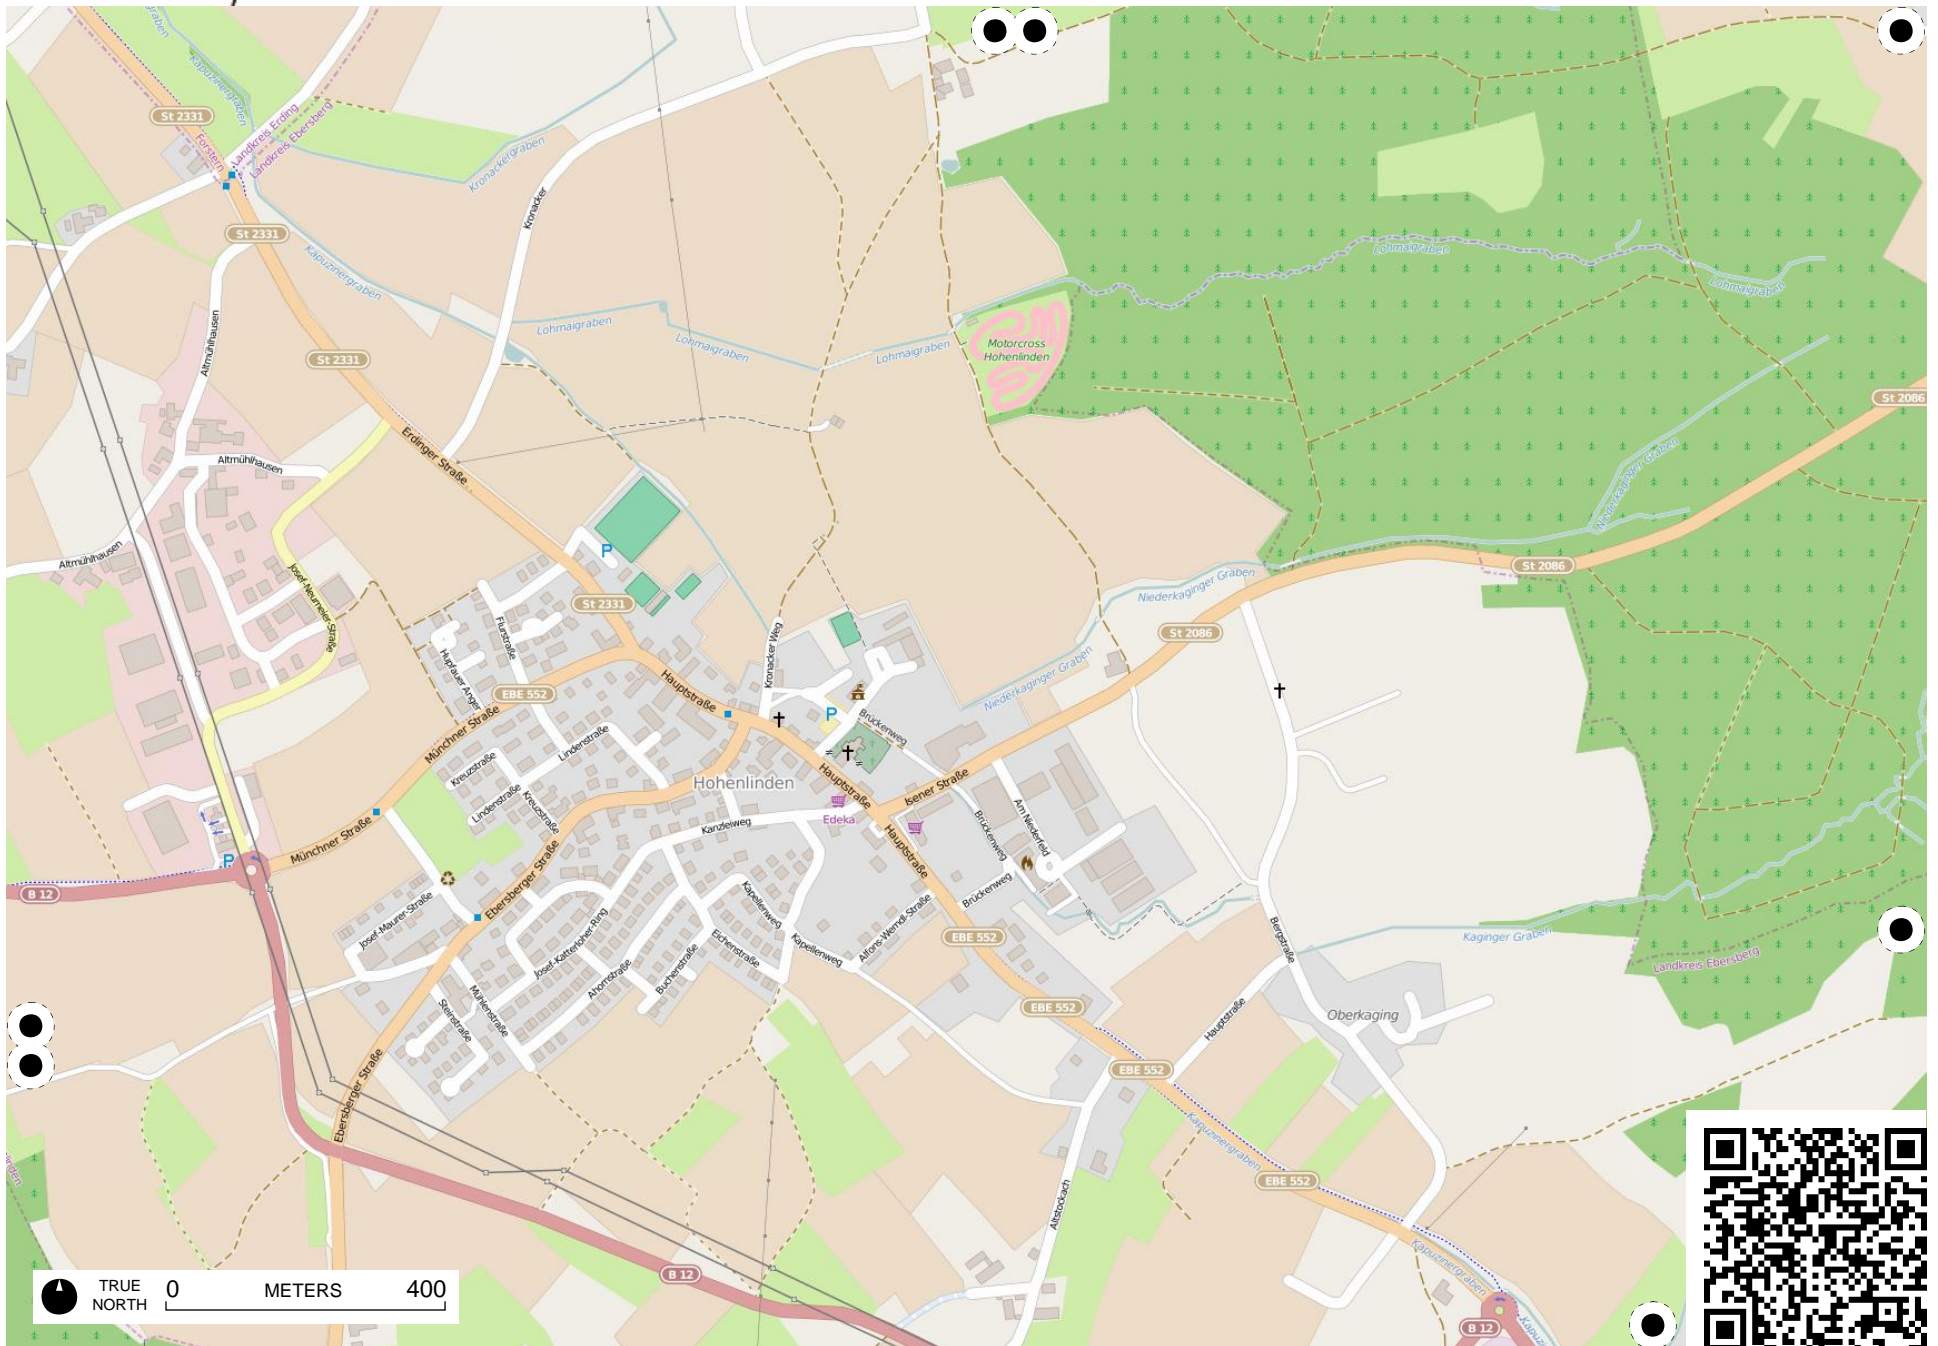 Kapuzinergraben
St 2331
Forstern
Landkreis Erding
Landkreis Ebersberg
Kronackergraben
Kronacker
St 2331
Kapuzinergraben
Altmühlhausen
St 2331
Lohmaigraben
Lohmaigraben
Lohmaigraben
Motorcross
Hohenlinden
Lohmaigraben
Lohmaigraben
St 2086
Erdinger Straße
Altmühlhausen
Altmühlhausen
Josef-Neumeier-Straße
P
St 2331
Niederkaginger Graben
St 2086
Niederkaginger Graben
St 2086
Niederkaginger Graben
Flurstraße
Hupfauer Anger
EBE 552
Münchner Straße
Hauptstraße
Kronacker Weg
P
Brückenweg
Lindenstraße
Kreuzstraße
Lindenstraße
Kreuzstraße
Hohenlinden
Hauptstraße
Isener Straße
Edeka
Kanzleiweg
Hauptstraße
Brückenweg
Am Niederfeld
Brückenweg
Münchner Straße
P
B 12
Ebersberger Straße
Josef-Maurer-Straße
Josef-Katterloher-Ring
Kapellenweg
Eichenstraße
Kapellenweg
Alfons-Werndl-Straße
Buchenstraße
Ahornstraße
Mühlenstraße
Steinstraße
EBE 552
Bergstraße
Kaginger Graben
Landkreis Ebersberg
EBE 552
Hauptstraße
Oberkaging
EBE 552
Ebersberger Straße
Kapuzinergraben
EBE 552
Altstockach
Kapuzinergraben
B 12
B 12
TRUE
NORTH
0 METERS 400